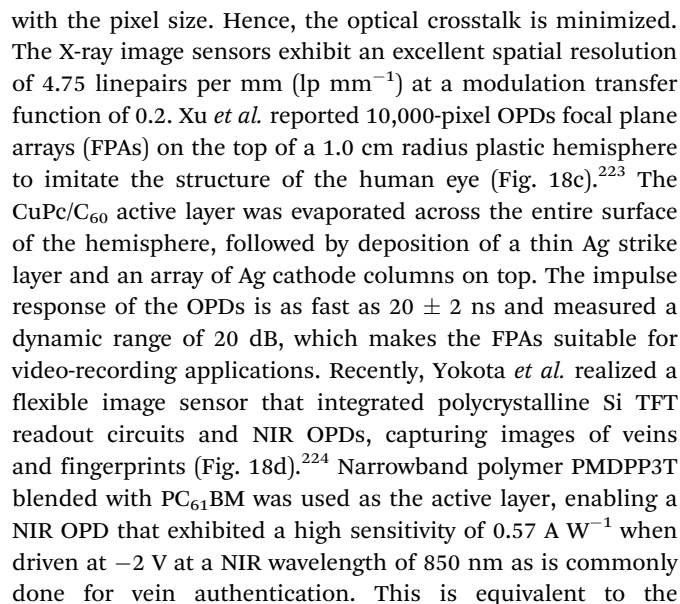 with the pixel size. Hence, the optical crosstalk is minimized.
The X-ray image sensors exhibit an excellent spatial resolution
of 4.75 linepairs per mm (lp mm⁻¹) at a modulation transfer
function of 0.2. Xu et al. reported 10,000-pixel OPDs focal plane
arrays (FPAs) on the top of a 1.0 cm radius plastic hemisphere
to imitate the structure of the human eye (Fig. 18c).²²³ The
CuPc/C₆₀ active layer was evaporated across the entire surface
of the hemisphere, followed by deposition of a thin Ag strike
layer and an array of Ag cathode columns on top. The impulse
response of the OPDs is as fast as 20 ± 2 ns and measured a
dynamic range of 20 dB, which makes the FPAs suitable for
video-recording applications. Recently, Yokota et al. realized a
flexible image sensor that integrated polycrystalline Si TFT
readout circuits and NIR OPDs, capturing images of veins
and fingerprints (Fig. 18d).²²⁴ Narrowband polymer PMDPP3T
blended with PC₆₁BM was used as the active layer, enabling a
NIR OPD that exhibited a high sensitivity of 0.57 A W⁻¹ when
driven at −2 V at a NIR wavelength of 850 nm as is commonly
done for vein authentication. This is equivalent to the